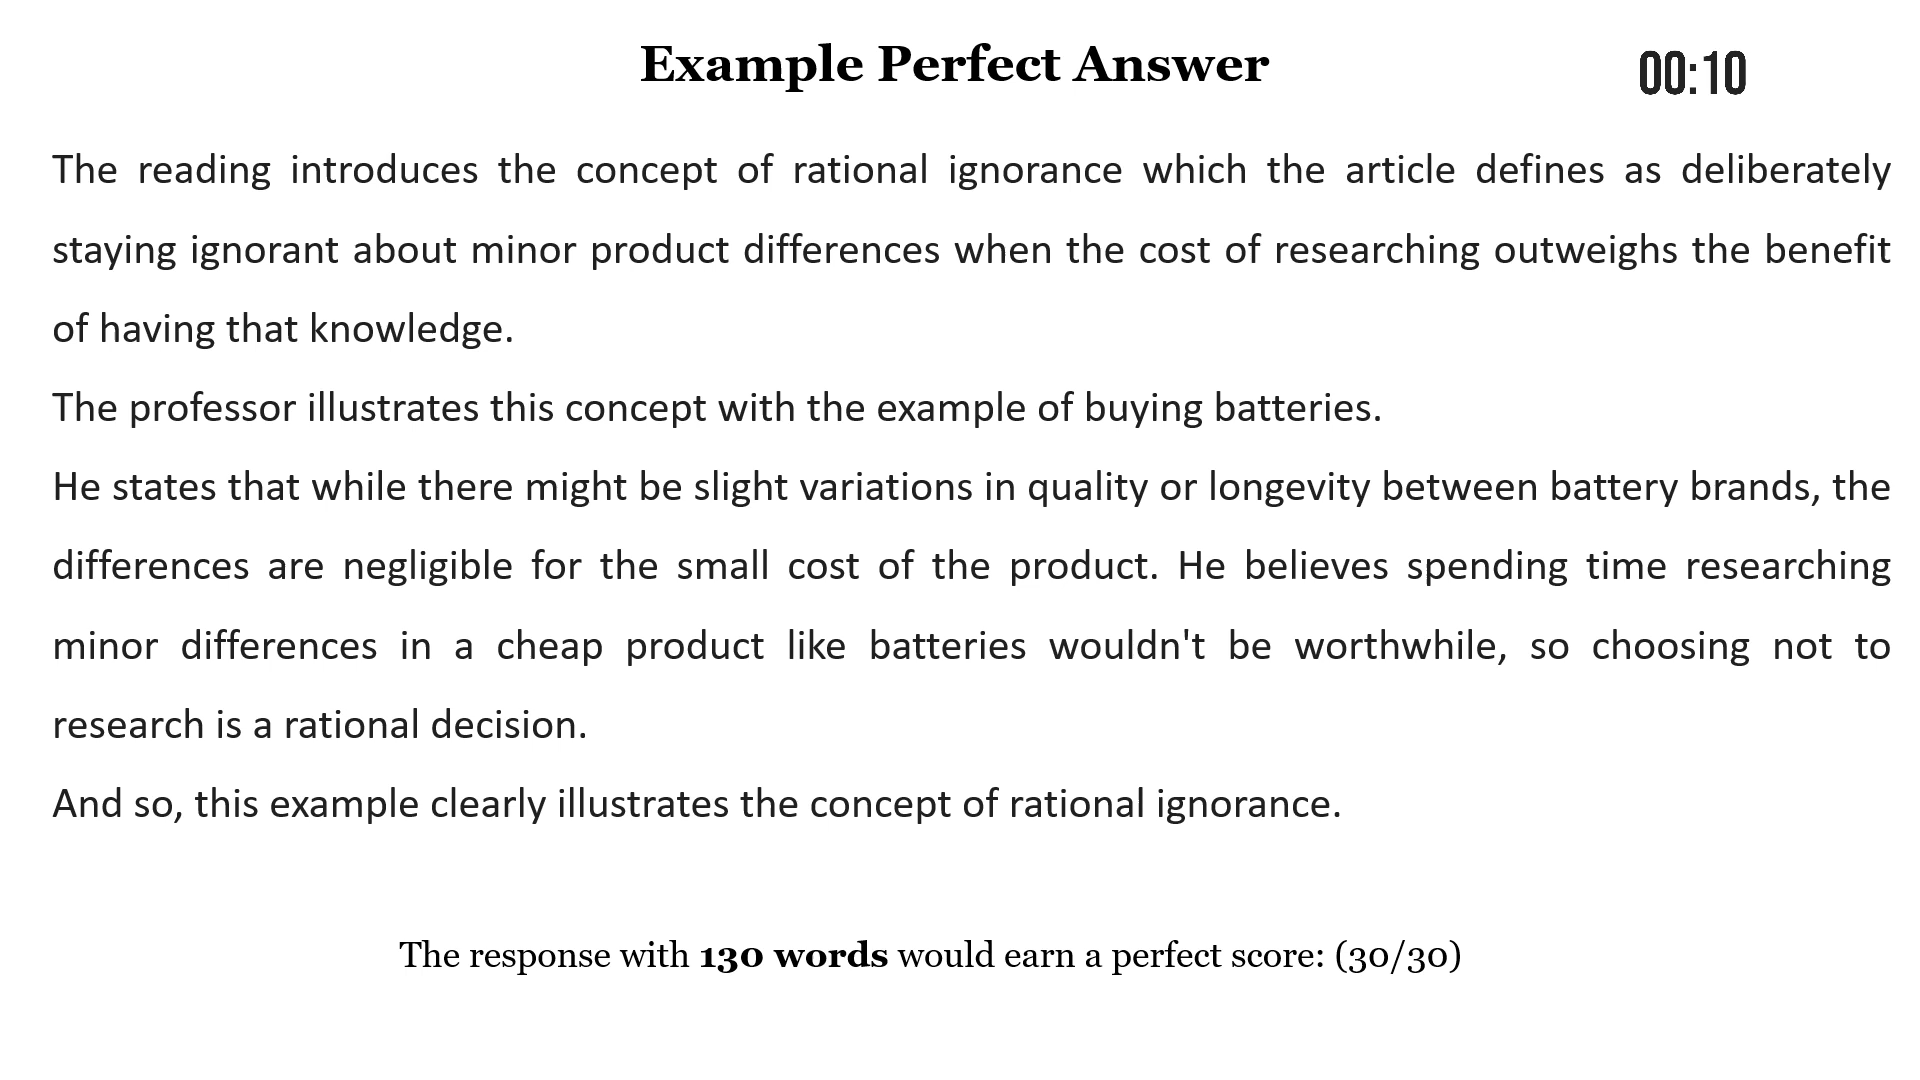 Example Perfect Answer
00:10
The reading introduces the concept of rational ignorance which the article defines as deliberately
staying ignorant about minor product differences when the cost of researching outweighs the benefit
of having that knowledge.
The professor illustrates this concept with the example of buying batteries.
He states that while there might be slight variations in quality or longevity between battery brands, the
differences are negligible for the small cost of the product. He believes spending time researching
minor differences in a cheap product like batteries wouldn't be worthwhile, so choosing not to
research is a rational decision.
And so, this example clearly illustrates the concept of rational ignorance.
The response with 130 words would earn a perfect score: (30/30)